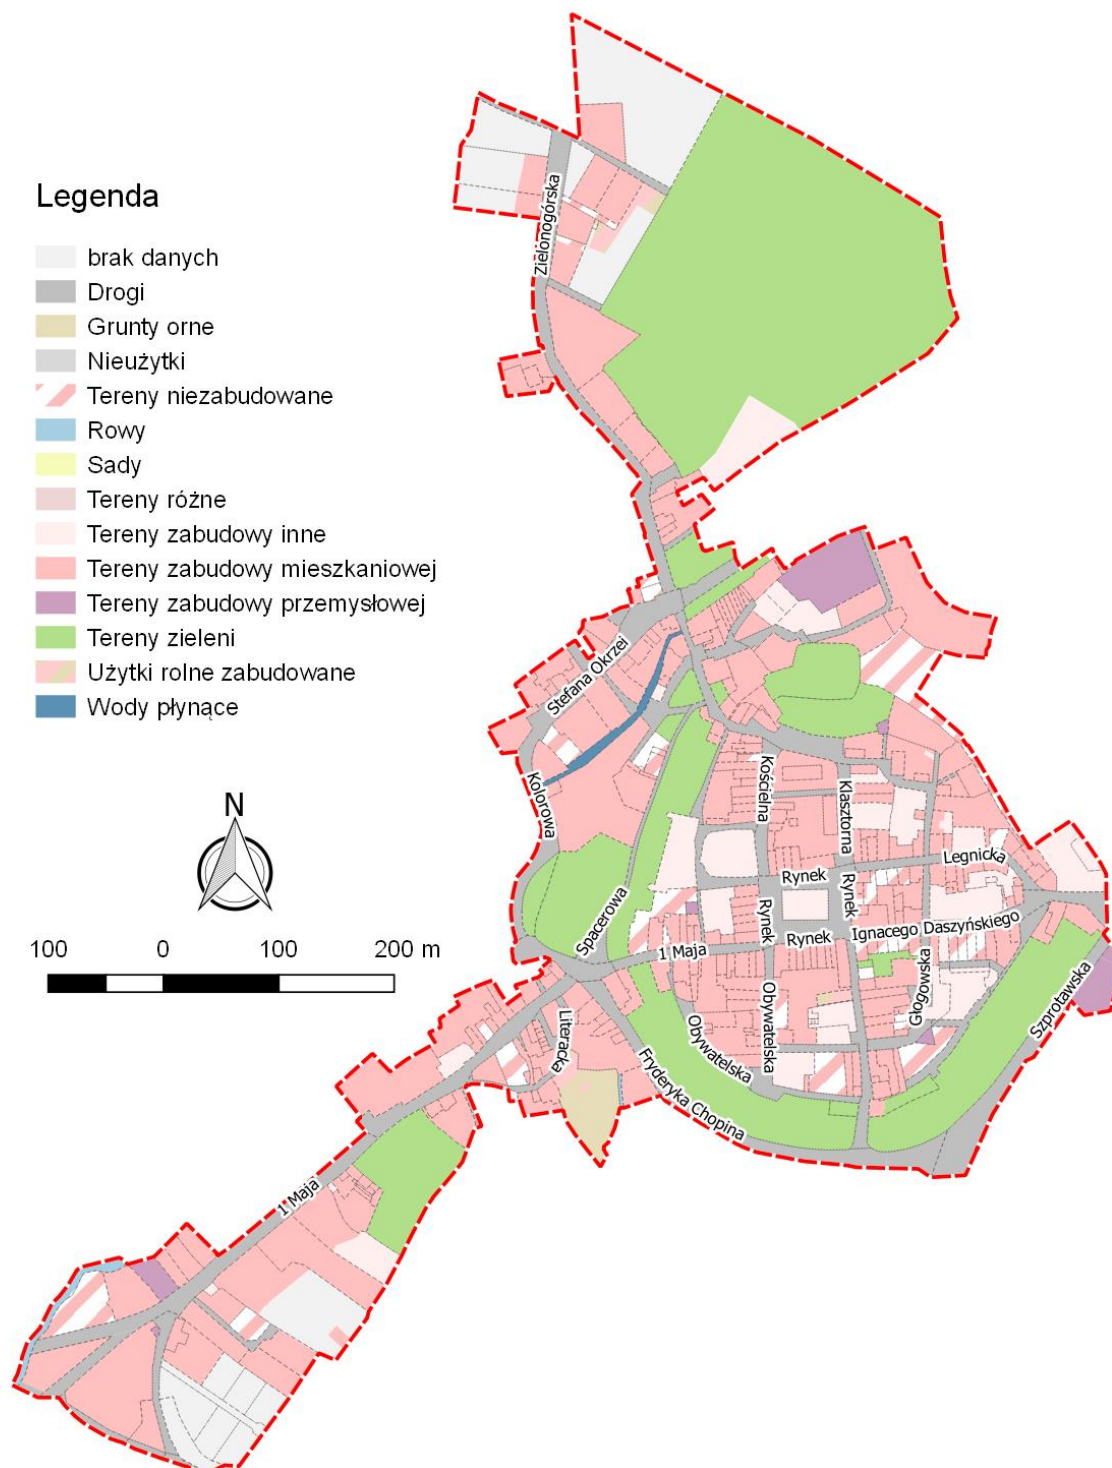 Legenda
brak danych
Drogi
Grunty orne
Nieużytki
Tereny niezabudowane
Rowy
Sady
Tereny różne
Tereny zabudowy inne
Tereny zabudowy mieszkaniowej
Tereny zabudowy przemysłowej
Tereny zieleni
Użytki rolne zabudowane
Wody płynące
N
100 0 100 200 m
Zielonogórska
Stefana Okrzei
Kolorowa
Kościelna
Klasztorna
Legnicka
Rynek
Rynek
Rynek
Rynek
Ignacego Daszyńskiego
Spacerowa
1 Maja
Głogowska
Szprotawska
Obywatelska
Obywatelska
Literacka
Fryderyka Chopina
1 Maja